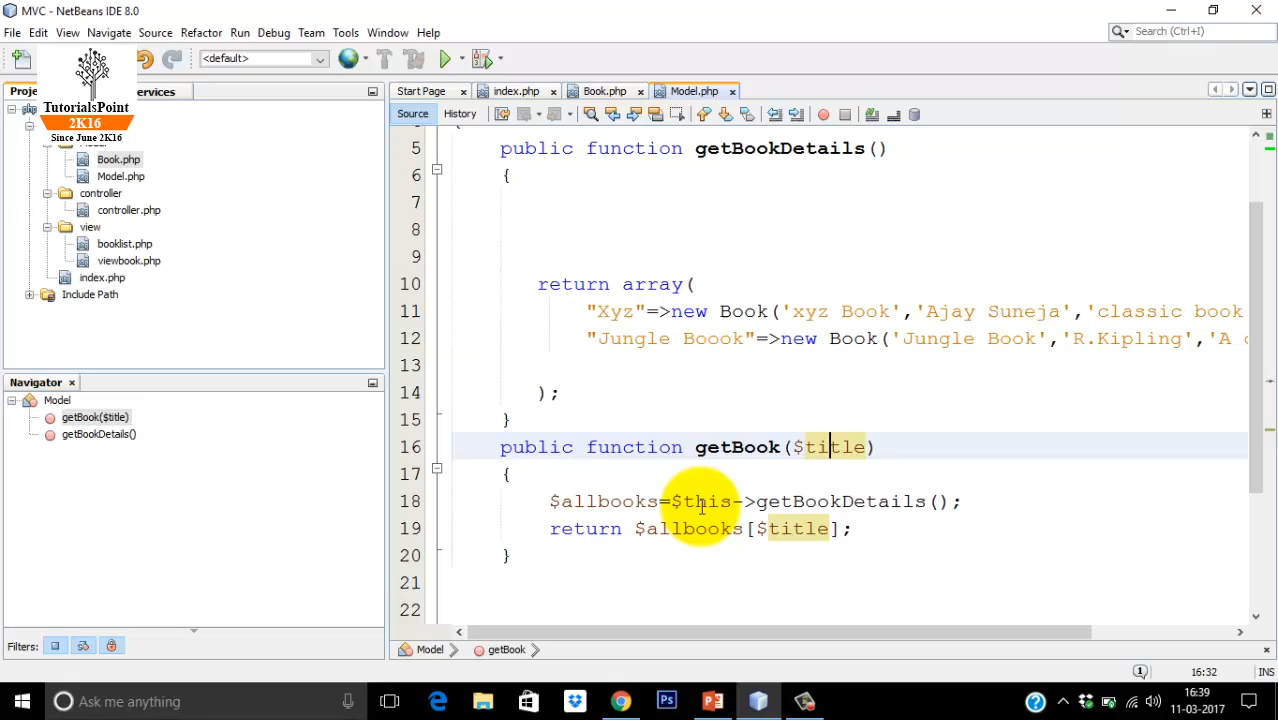 MVC - NetBeans IDE 8.0
File Edit View Navigate Source Refactor Run Debug Team Tools Window Help
Search (Ctrl+I)
<default>
TutorialsPoint
2K16
Since June 2K16
Start Page index.php Book.php Model.php
Source History
Book.php
Model.php
controller
controller.php
view
booklist.php
viewbook.php
index.php
Include Path
Navigator
Model
getBook($title)
getBookDetails()
Filters:
5 public function getBookDetails()
6 {
7
8
9
10 return array(
11 "Xyz"=>new Book('xyz Book','Ajay Suneja','classic book
12 "Jungle Boook"=>new Book('Jungle Book','R.Kipling','A
13
14 );
15 }
16 public function getBook($title)
17 {
18 $allbooks=$this->getBookDetails();
19 return $allbooks[$title];
20 }
21
22
Model getBook
1 16:32 INS
Ask me anything
16:39
11-03-2017